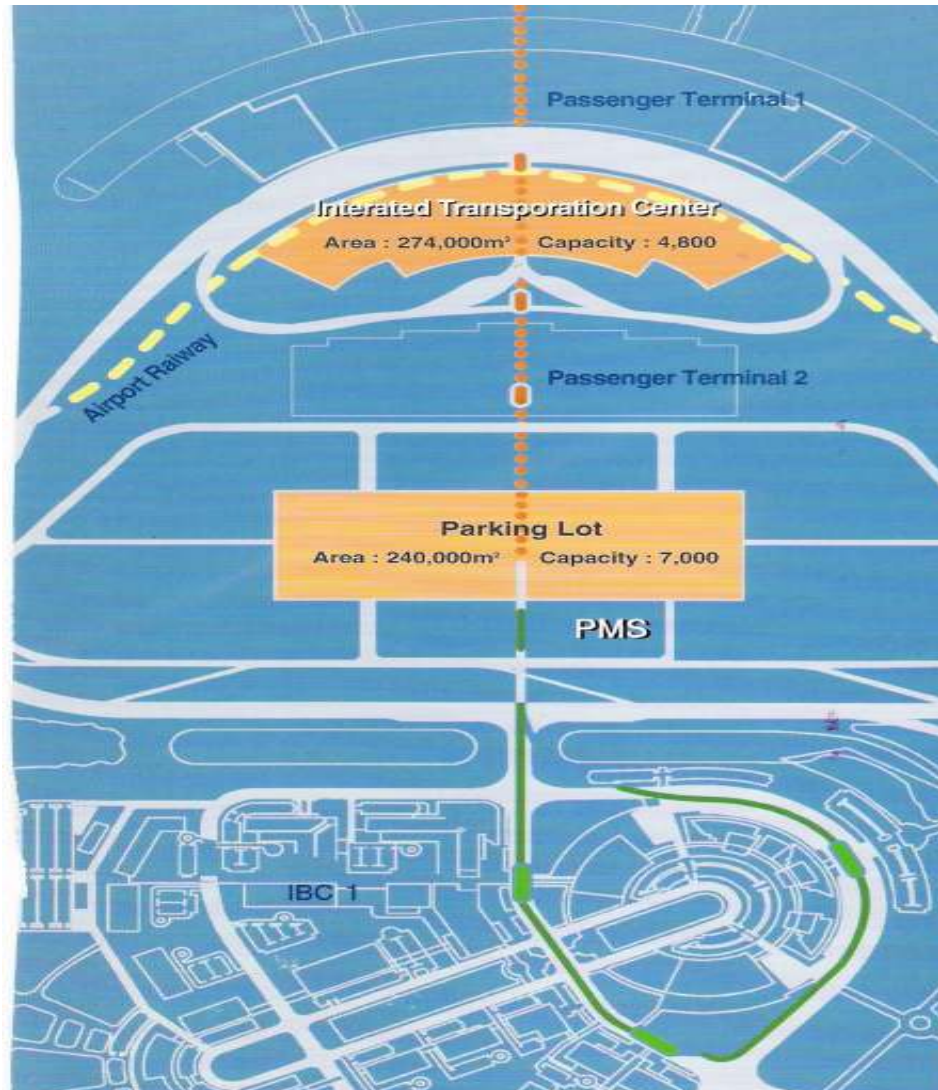 Passenger Terminal 1
Interated Transporation Center
Area : 274,000m² Capacity : 4,800
Airport Raiway
Passenger Terminal 2
Parking Lot
Area : 240,000m² Capacity : 7,000
PMS
IBC 1